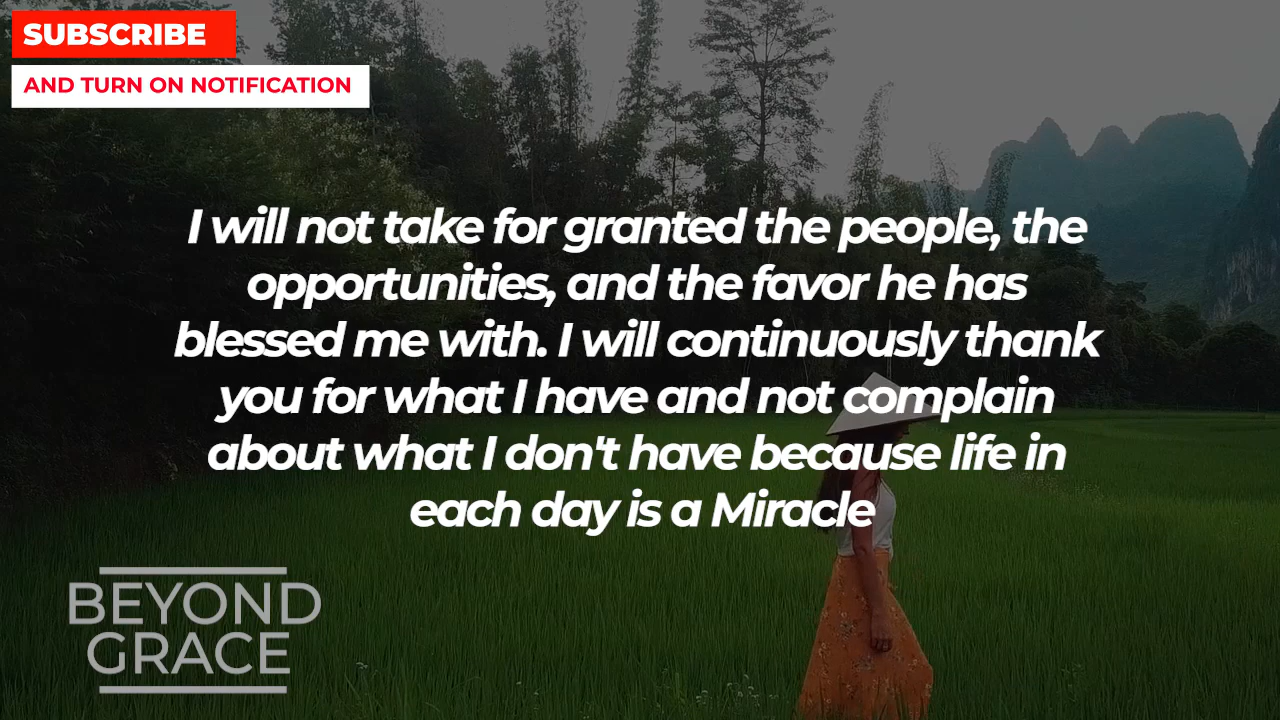 SUBSCRIBE
AND TURN ON NOTIFICATION
I will not take for granted the people, the
opportunities, and the favor he has
blessed me with. I will continuously thank
you for what I have and not complain
about what I don't have because life in
each day is a Miracle
BEYOND
GRACE